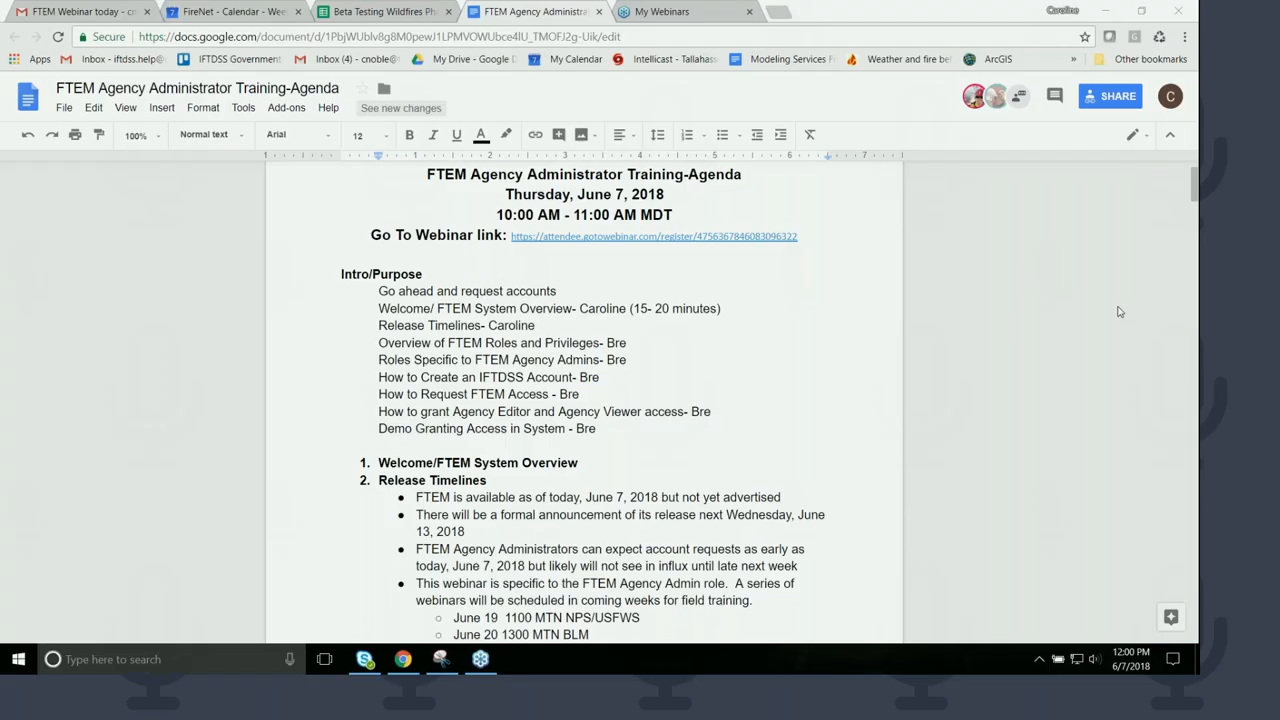 FTEM Webinar today - c
FireNet - Calendar - Wee
Beta Testing Wildfires Ph
FTEM Agency Administra
My Webinars
Caroline
Secure
https://docs.google.com/document/d/1PbjWUblv8g8M0pewJ1LPMVOWUbce4lU_TMOFJ2g-Uik/edit
Apps
Inbox - iftdss.help@
IFTDSS Government
Inbox (4) - cnoble@
My Drive - Google D
My Calendar
Intellicast - Tallahass
Modeling Services Fr
Weather and fire be
ArcGIS
»
Other bookmarks
FTEM Agency Administrator Training-Agenda
File Edit View Insert Format Tools Add-ons Help
See new changes
SHARE
C
100% Normal text Arial 12 B I U A
1 1 2 3 4 5 6 7
FTEM Agency Administrator Training-Agenda
Thursday, June 7, 2018
10:00 AM - 11:00 AM MDT
Go To Webinar link: https://attendee.gotowebinar.com/register/4756367846083096322
Intro/Purpose
Go ahead and request accounts
Welcome/ FTEM System Overview- Caroline (15- 20 minutes)
Release Timelines- Caroline
Overview of FTEM Roles and Privileges- Bre
Roles Specific to FTEM Agency Admins- Bre
How to Create an IFTDSS Account- Bre
How to Request FTEM Access - Bre
How to grant Agency Editor and Agency Viewer access- Bre
Demo Granting Access in System - Bre
1. Welcome/FTEM System Overview
2. Release Timelines
● FTEM is available as of today, June 7, 2018 but not yet advertised
● There will be a formal announcement of its release next Wednesday, June
13, 2018
● FTEM Agency Administrators can expect account requests as early as
today, June 7, 2018 but likely will not see in influx until late next week
● This webinar is specific to the FTEM Agency Admin role. A series of
webinars will be scheduled in coming weeks for field training.
○ June 19 1100 MTN NPS/USFWS
○ June 20 1300 MTN BLM
Type here to search
12:00 PM
6/7/2018